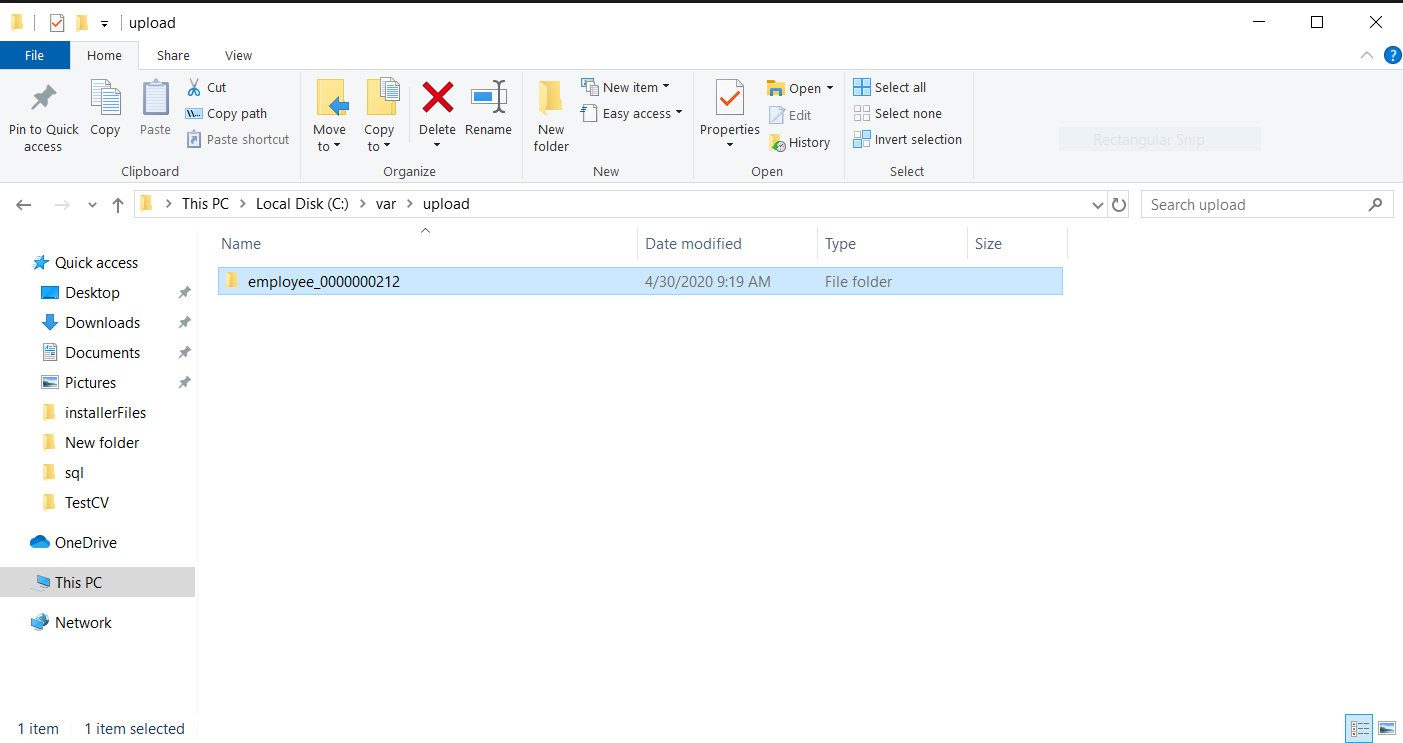 upload
File Home Share View
Pin to Quick access
Copy
Paste
Cut
Copy path
Paste shortcut
Clipboard
Move to
Copy to
Delete
Rename
Organize
New folder
New item
Easy access
New
Properties
Open
Edit
History
Open
Select all
Select none
Invert selection
Select
Rectangular Snip
This PC > Local Disk (C:) > var > upload
Search upload
Name Date modified Type Size
employee_0000000212 4/30/2020 9:19 AM File folder
Quick access
Desktop
Downloads
Documents
Pictures
installerFiles
New folder
sql
TestCV
OneDrive
This PC
Network
1 item 1 item selected